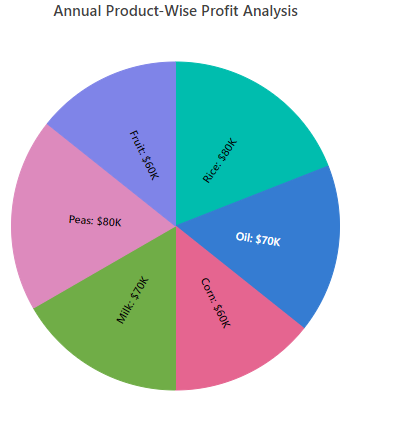 Annual Product-Wise Profit Analysis
Rice: $80K
Oil: $70K
Corn: $60K
Milk: $70K
Peas: $80K
Fruit: $60K